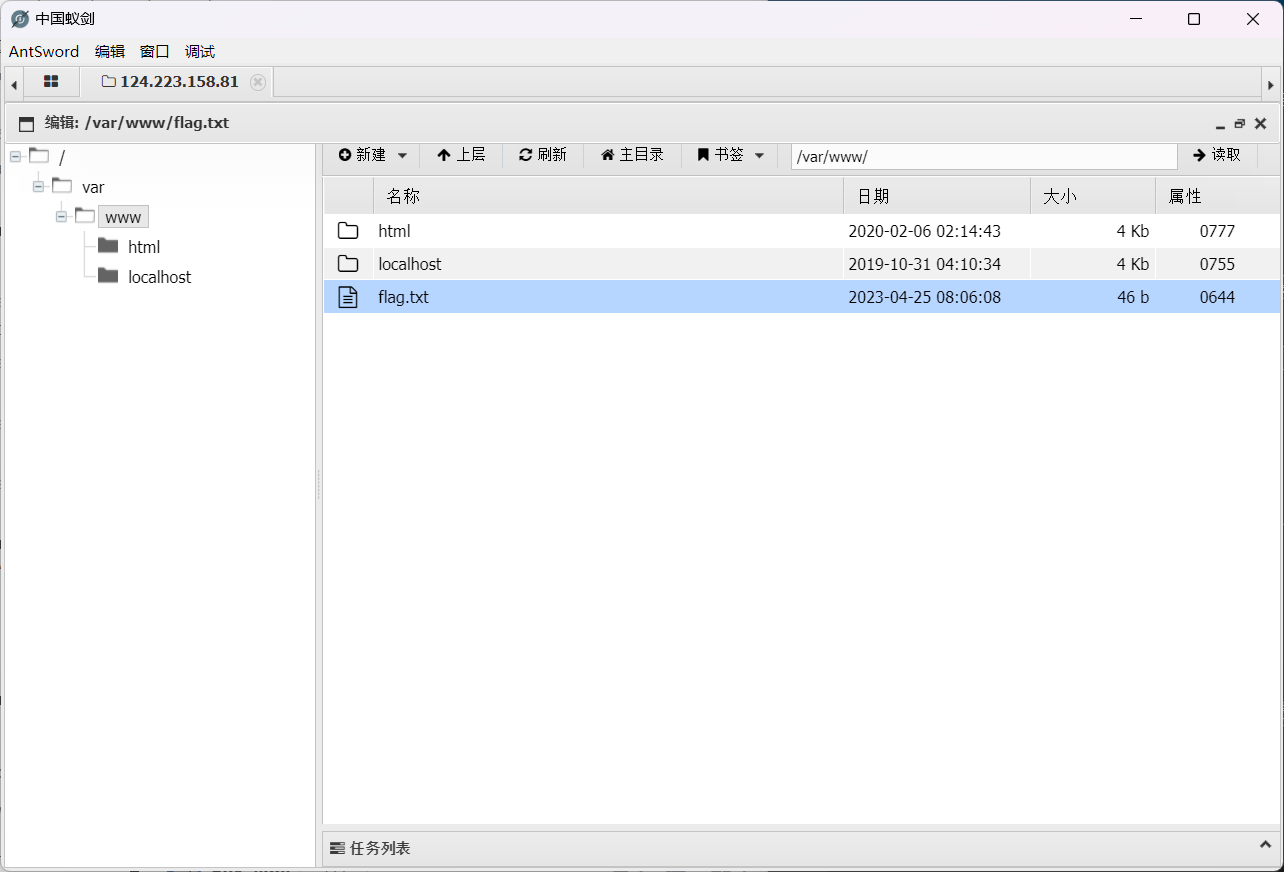 中国蚁剑
AntSword 编辑 窗口 调试
124.223.158.81
编辑: /var/www/flag.txt
/
var
www
html
localhost
新建 上层 刷新 主目录 书签 /var/www/ 读取
名称 日期 大小 属性
html 2020-02-06 02:14:43 4 Kb 0777
localhost 2019-10-31 04:10:34 4 Kb 0755
flag.txt 2023-04-25 08:06:08 46 b 0644
任务列表